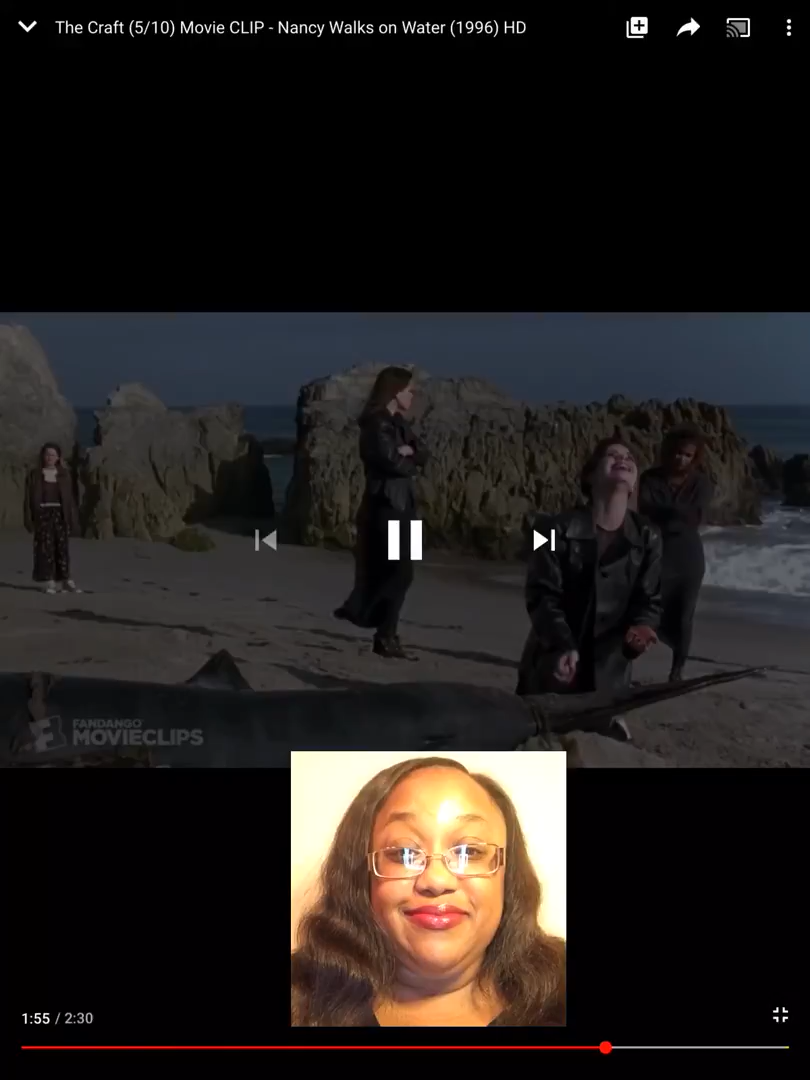 The Craft (5/10) Movie CLIP - Nancy Walks on Water (1996) HD
FANDANGO
MOVIECLIPS
1:55 / 2:30